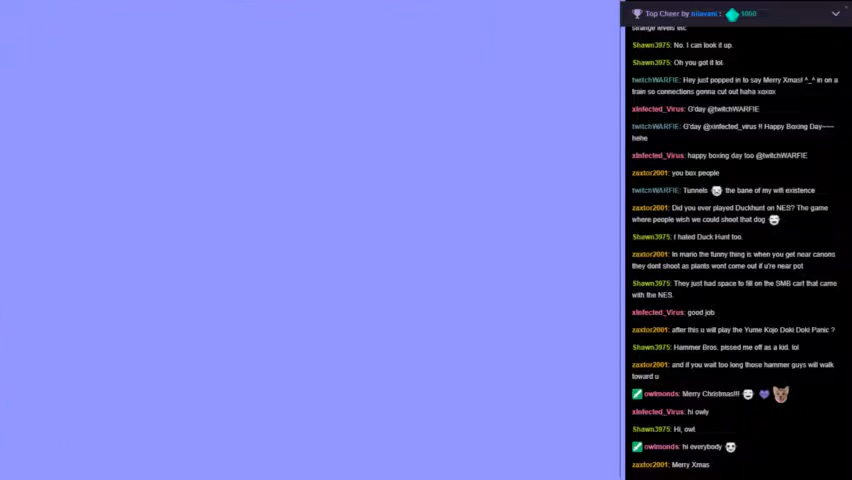 Top Cheer by nilavani: 1000
strange levels etc
Shawn3975: No. I can look it up.
Shawn3975: Oh you got it lol.
twitchWARFIE: Hey just popped in to say Merry Xmas! ^_^ in on a
train so connections gonna cut out haha xoxox
xInfected_Virus: G'day @twitchWARFIE
twitchWARFIE: G'day @xinfected_virus !! Happy Boxing Day~~~
hehe
xInfected_Virus: happy boxing day too @twitchWARFIE
zaxtor2001: you box people
twitchWARFIE: Tunnels the bane of my wifi existence
zaxtor2001: Did you ever played Duckhunt on NES? The game
where people wish we could shoot that dog
Shawn3975: I hated Duck Hunt too.
zaxtor2001: In mario the funny thing is when you get near canons
they dont shoot as plants wont come out if u're near pot
Shawn3975: They just had space to fill on the SMB cart that came
with the NES.
xInfected_Virus: good job
zaxtor2001: after this u will play the Yume Kojo Doki Doki Panic ?
Shawn3975: Hammer Bros. pissed me off as a kid. lol
zaxtor2001: and if you wait too long those hammer guys will walk
toward u
owlmonds: Merry Christmas!!!
xInfected_Virus: hi owly
Shawn3975: Hi, owl.
owlmonds: hi everybody
zaxtor2001: Merry Xmas